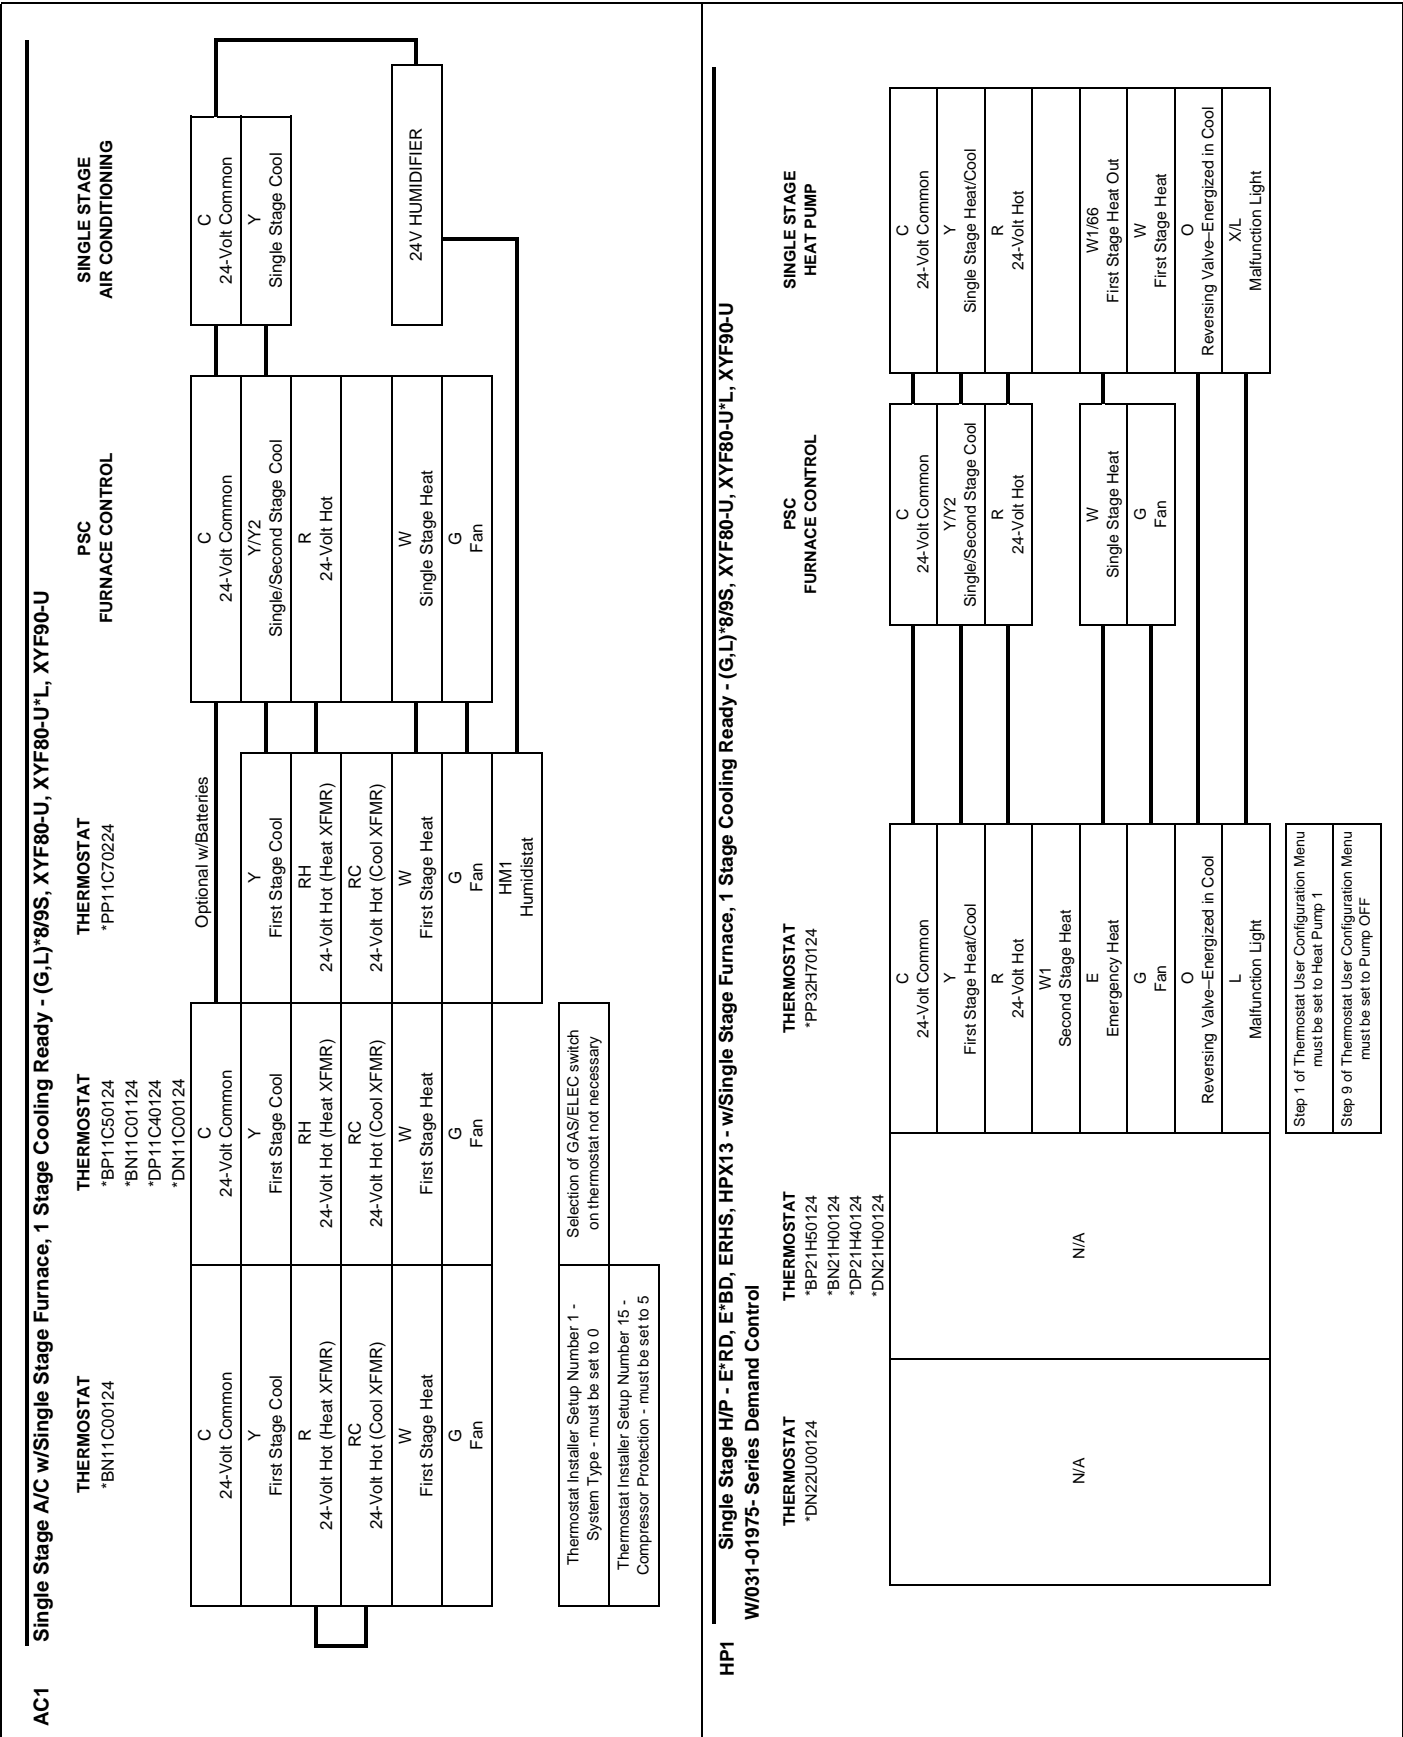 AC1
Single Stage A/C w/Single Stage Furnace, 1 Stage Cooling Ready - (G,L)*8/9S, XYF80-U, XYF80-U*L, XYF90-U
THERMOSTAT
*BN11C00124
C
24-Volt Common
Y
First Stage Cool
R
24-Volt Hot (Heat XFMR)
RC
24-Volt Hot (Cool XFMR)
W
First Stage Heat
G
Fan
Thermostat Installer Setup Number 1 -
System Type - must be set to 0
Thermostat Installer Setup Number 15 -
Compressor Protection - must be set to 5
THERMOSTAT
*BP11C50124
*BN11C01124
*DP11C40124
*DN11C00124
C
24-Volt Common
Y
First Stage Cool
RH
24-Volt Hot (Heat XFMR)
RC
24-Volt Hot (Cool XFMR)
W
First Stage Heat
G
Fan
Selection of GAS/ELEC switch
on thermostat not necessary
THERMOSTAT
*PP11C70224
Optional w/Batteries
Y
First Stage Cool
RH
24-Volt Hot (Heat XFMR)
RC
24-Volt Hot (Cool XFMR)
W
First Stage Heat
G
Fan
HM1
Humidistat
PSC
FURNACE CONTROL
C
24-Volt Common
Y/Y2
Single/Second Stage Cool
R
24-Volt Hot
W
Single Stage Heat
G
Fan
SINGLE STAGE
AIR CONDITIONING
C
24-Volt Common
Y
Single Stage Cool
24V HUMIDIFIER
HP1
Single Stage H/P - E*RD, E*BD, ERHS, HPX13 - w/Single Stage Furnace, 1 Stage Cooling Ready - (G,L)*8/9S, XYF80-U, XYF80-U*L, XYF90-U
W/031-01975- Series Demand Control
THERMOSTAT
*DN22U00124
N/A
THERMOSTAT
*BP21H50124
*BN21H00124
*DP21H40124
*DN21H00124
N/A
THERMOSTAT
*PP32H70124
C
24-Volt Common
Y
First Stage Heat/Cool
R
24-Volt Hot
W1
Second Stage Heat
E
Emergency Heat
G
Fan
O
Reversing Valve–Energized in Cool
L
Malfunction Light
Step 1 of Thermostat User Configuration Menu
must be set to Heat Pump 1
Step 9 of Thermostat User Configuration Menu
must be set to Pump OFF
PSC
FURNACE CONTROL
C
24-Volt Common
Y/Y2
Single/Second Stage Cool
R
24-Volt Hot
W
Single Stage Heat
G
Fan
SINGLE STAGE
HEAT PUMP
C
24-Volt Common
Y
Single Stage Heat/Cool
R
24-Volt Hot
W1/66
First Stage Heat Out
W
First Stage Heat
O
Reversing Valve–Energized in Cool
X/L
Malfunction Light